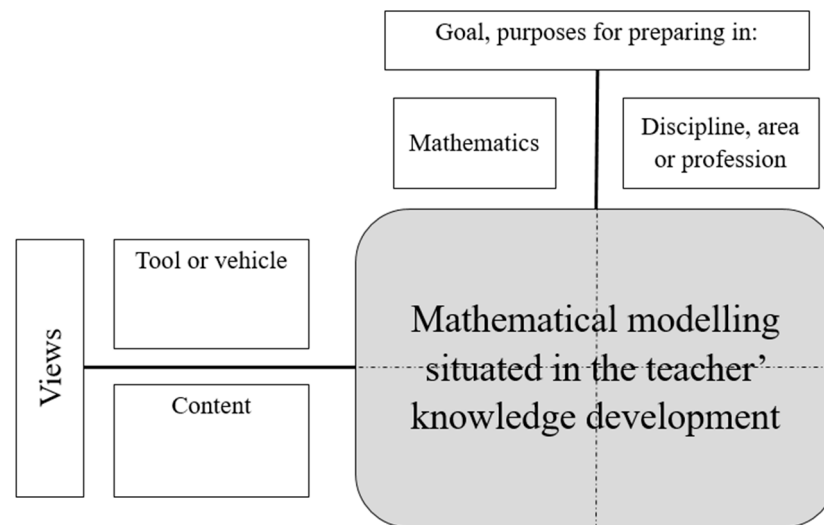 Goal, purposes for preparing in:
Mathematics
Discipline, area
or profession
Views
Tool or vehicle
Content
Mathematical modelling
situated in the teacher’
knowledge development